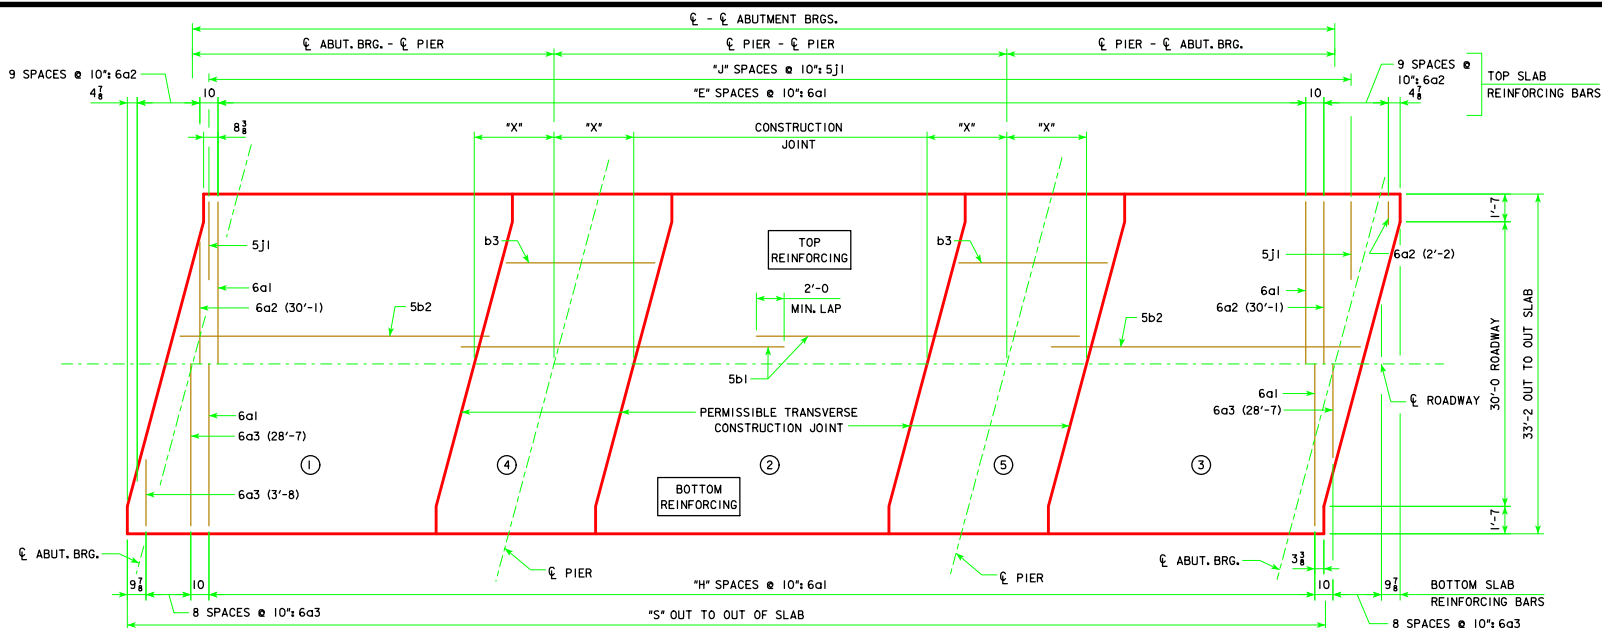 ℄ - ℄ ABUTMENT BRGS.
℄ ABUT. BRG. - ℄ PIER
℄ PIER - ℄ PIER
℄ PIER - ℄ ABUT. BRG.
"J" SPACES @ 10": 5j1
9 SPACES @ 10": 6a2
9 SPACES @
10": 6a2
TOP SLAB
REINFORCING BARS
4⅞
10
"E" SPACES @ 10": 6a1
10
4⅞
8⅜
"X"
"X"
CONSTRUCTION
JOINT
"X"
"X"
1'-7
5j1
b3
TOP
REINFORCING
b3
5j1
6a2 (2'-2)
6a1
6a2 (30'-1)
5b2
2'-0
MIN. LAP
5b2
6a1
6a2 (30'-1)
5b1
30'-0 ROADWAY
33'-2 OUT TO OUT SLAB
6a1
6a3 (28'-7)
PERMISSIBLE TRANSVERSE
CONSTRUCTION JOINT
6a1
6a3 (28'-7)
℄ ROADWAY
1
4
2
5
3
6a3 (3'-8)
BOTTOM
REINFORCING
1'-7
℄ ABUT. BRG.
℄ PIER
℄ PIER
℄ ABUT. BRG.
3⅜
9⅞
10
"H" SPACES @ 10": 6a1
10
9⅞
BOTTOM SLAB
REINFORCING BARS
8 SPACES @ 10": 6a3
"S" OUT TO OUT OF SLAB
8 SPACES @ 10": 6a3